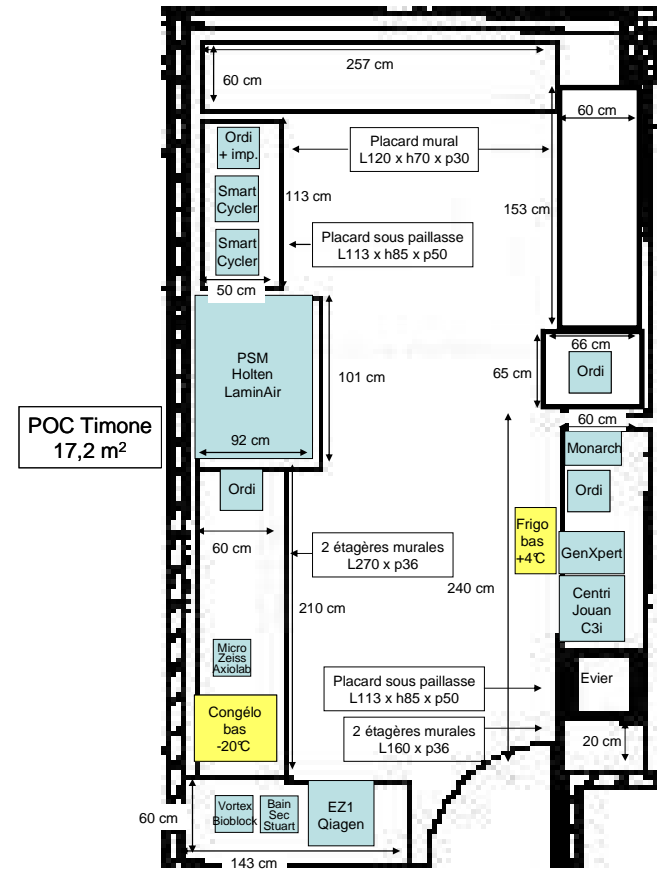 257 cm
60 cm
60 cm
Ordi
+ imp.
Placard mural
L120 x h70 x p30
Smart
Cycler
113 cm
153 cm
Smart
Cycler
Placard sous paillasse
L113 x h85 x p50
50 cm
PSM
Holten
LaminAir
101 cm
66 cm
65 cm
Ordi
POC Timone
17,2 m²
92 cm
60 cm
Monarch
Ordi
Ordi
60 cm
2 étagères murales
L270 x p36
Frigo
bas
+4°C
GenXpert
210 cm
240 cm
Centri
Jouan
C3i
Micro
Zeiss
Axiolab
Placard sous paillasse
L113 x h85 x p50
Evier
Congélo
bas
-20°C
2 étagères murales
L160 x p36
20 cm
60 cm
Vortex
Bioblock
Bain
Sec
Stuart
EZ1
Qiagen
143 cm